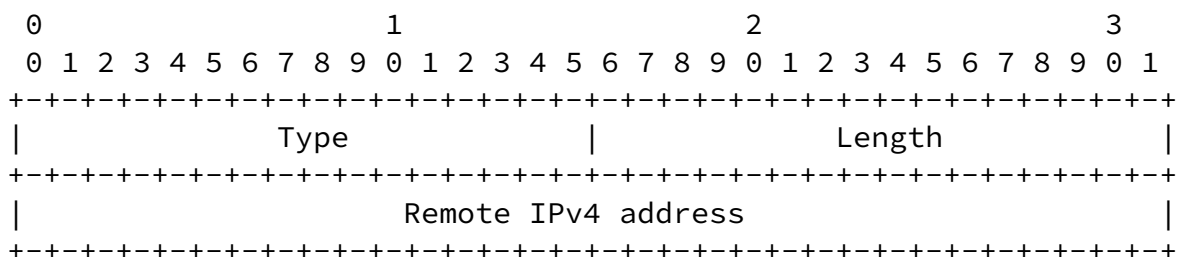 0                   1                   2                   3
 0 1 2 3 4 5 6 7 8 9 0 1 2 3 4 5 6 7 8 9 0 1 2 3 4 5 6 7 8 9 0 1
+-+-+-+-+-+-+-+-+-+-+-+-+-+-+-+-+-+-+-+-+-+-+-+-+-+-+-+-+-+-+-+-+
|              Type             |             Length            |
+-+-+-+-+-+-+-+-+-+-+-+-+-+-+-+-+-+-+-+-+-+-+-+-+-+-+-+-+-+-+-+-+
|                     Remote IPv4 address                       |
+-+-+-+-+-+-+-+-+-+-+-+-+-+-+-+-+-+-+-+-+-+-+-+-+-+-+-+-+-+-+-+-+